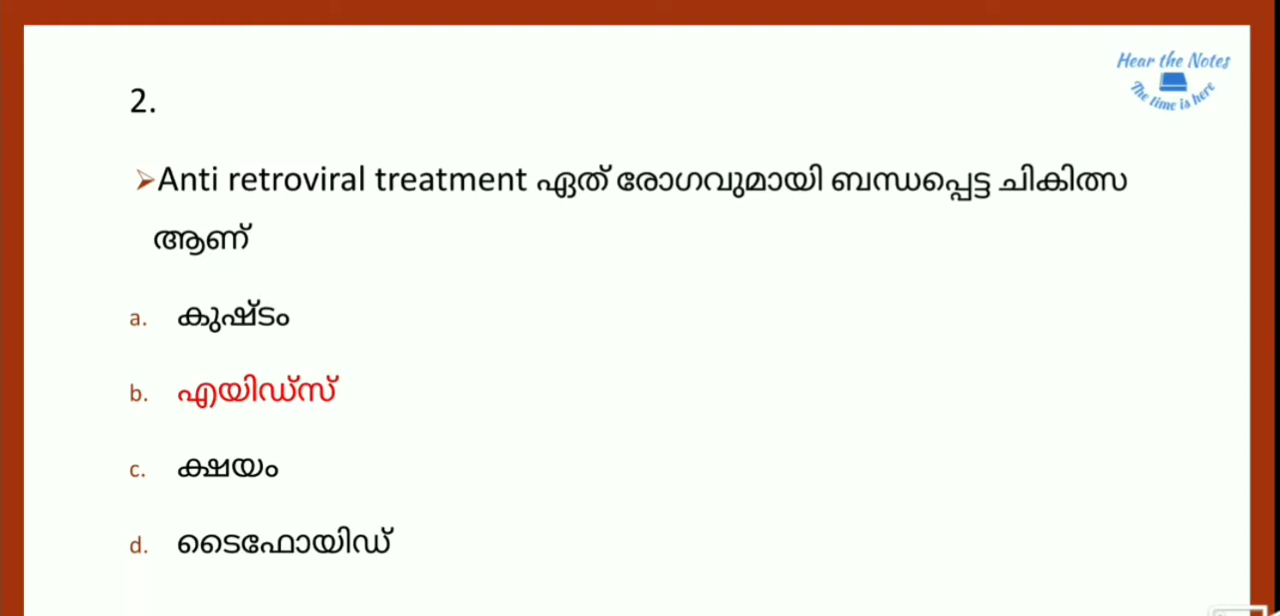 Hear the Notes
The time is here
2.
➢Anti retroviral treatment ഏത് രോഗവുമായി ബന്ധപ്പെട്ട ചികിത്സ
ആണ്
a. കുഷ്ടം
b. എയിഡ്സ്
c. ക്ഷയം
d. ടൈഫോയിഡ്